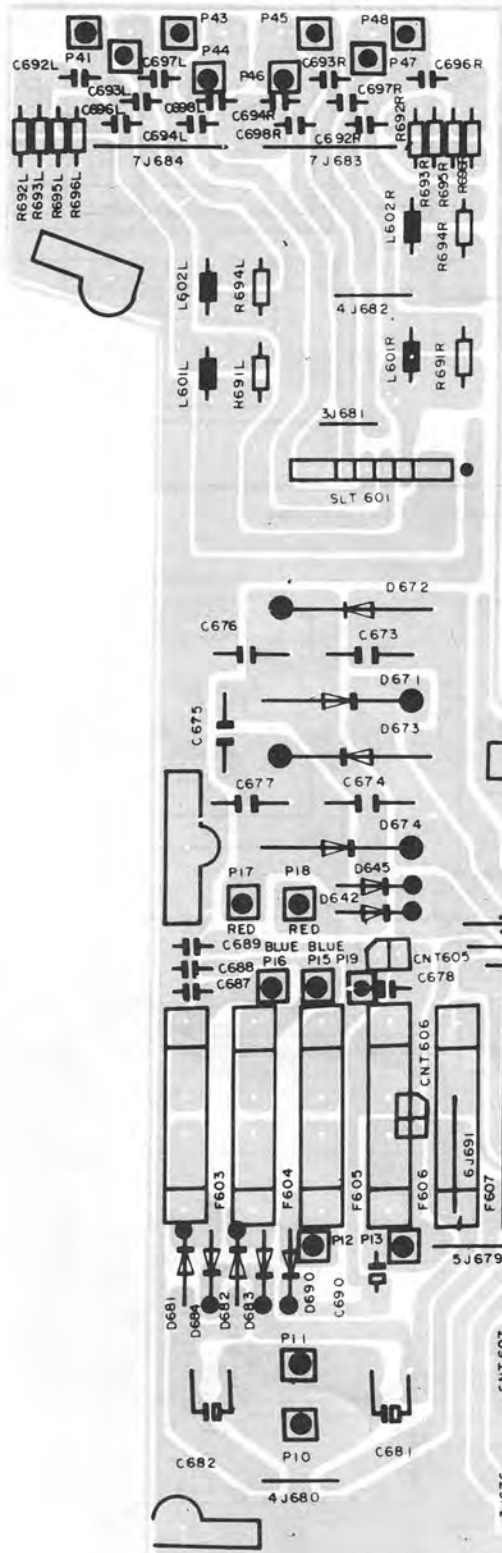 P43 P45 P48
P41
P44
P46 P47
C692L C697L C693R C696R
C693L C697R
C696L C698L C694R R692R
C694L C698R C692R
7J684 7J683
R692L R693L R695L R696L
R693R R695R R696R
L602R R694R
L602L R694L
4J682
L601L R691L
L601R R691R
3J681
SLT 601
D672
C676 C673
D671
C675
D673
C677 C674
D674
P17 P18 D645
D642
RED RED
C689 BLUE BLUE CNT605
C688 P16 P15 P19 C678
C687
CNT606
6J691
F603 F604 F605 F606 F607
P12 P13
5J679
D681 D684 D682 D683 D690 C690
P11
C682 P10 C681
4J680